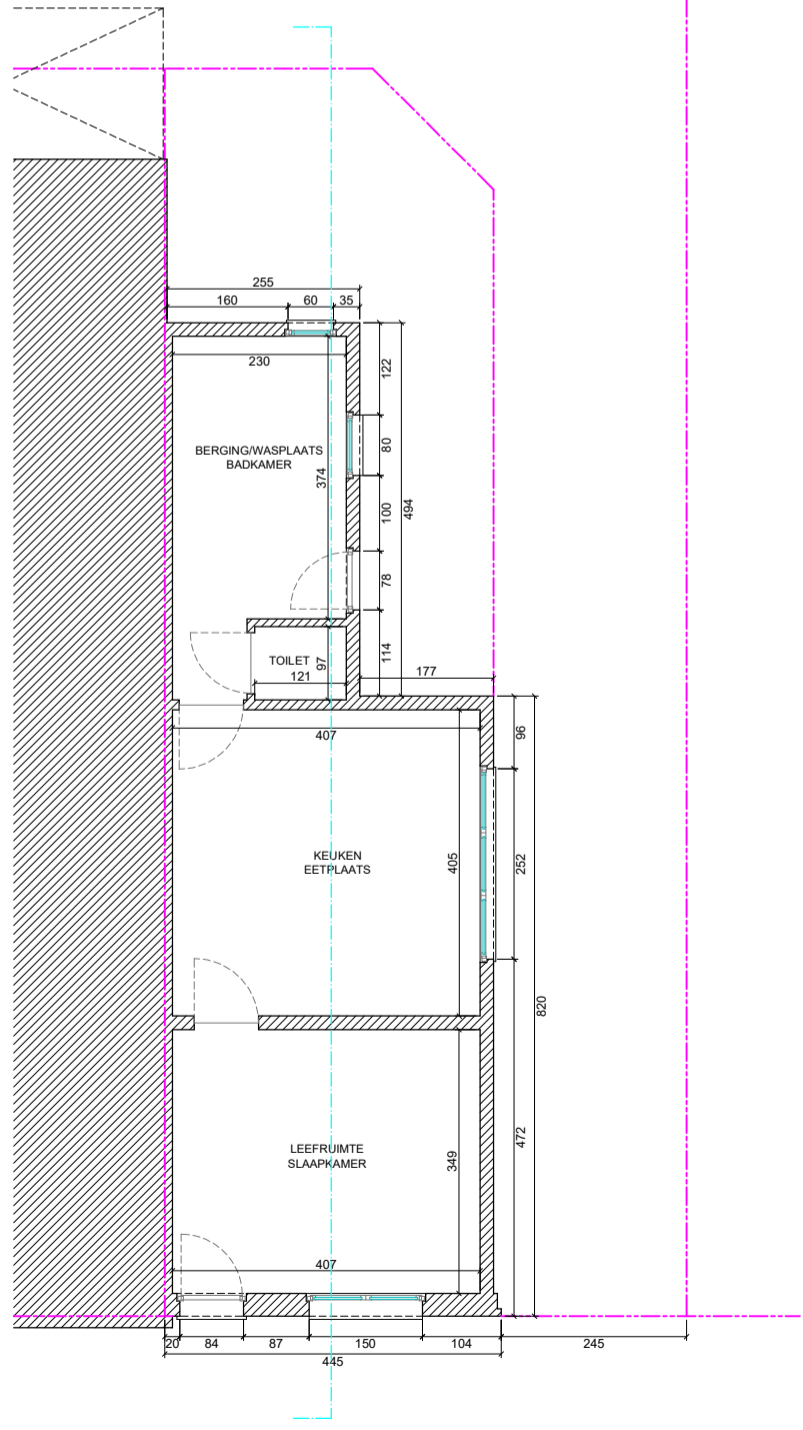 255
160 60 35
230
122
BERGING/WASPLAATS
BADKAMER
80
374
100
494
78
TOILET
97
121
114
177
407
96
KEUKEN
EETPLAATS
405
252
820
LEEFRUIMTE
SLAAPKAMER
349
472
407
20 84 87 150 104 245
445